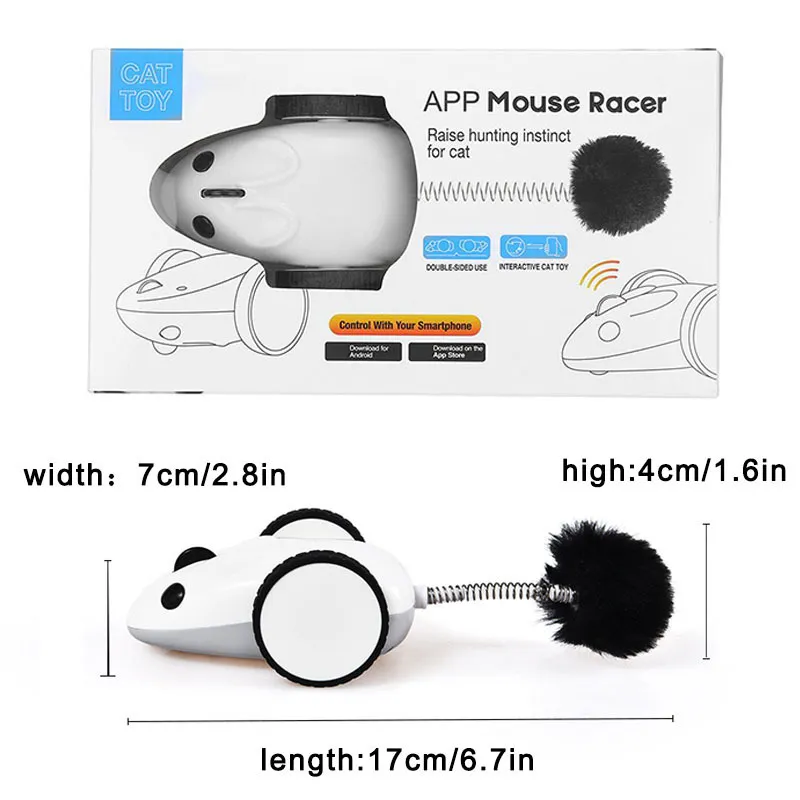 CAT
TOY
APP Mouse Racer
Raise hunting instinct
for cat
DOUBLE-SIDED USE
INTERACTIVE CAT TOY
Control With Your Smartphone
Download for
Android
Download on the
App Store
width：7cm/2.8in
high:4cm/1.6in
length:17cm/6.7in